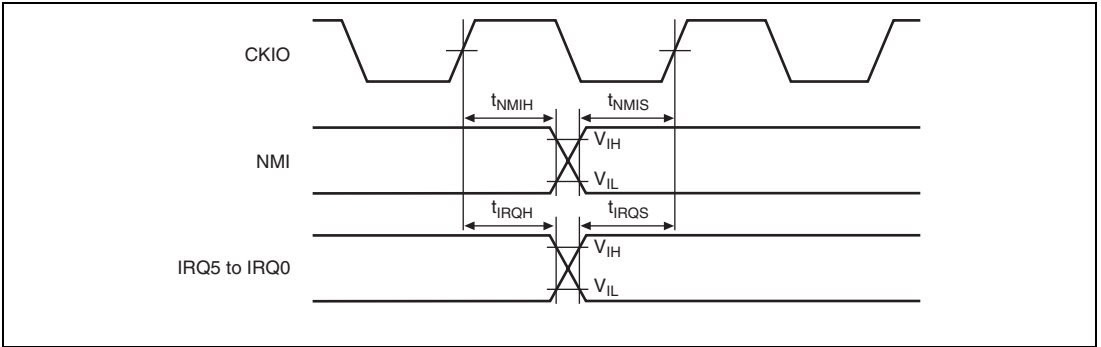 CKIO
tNMIH tNMIS
VIH
NMI
VIL
tIRQH tIRQS
VIH
IRQ5 to IRQ0
VIL